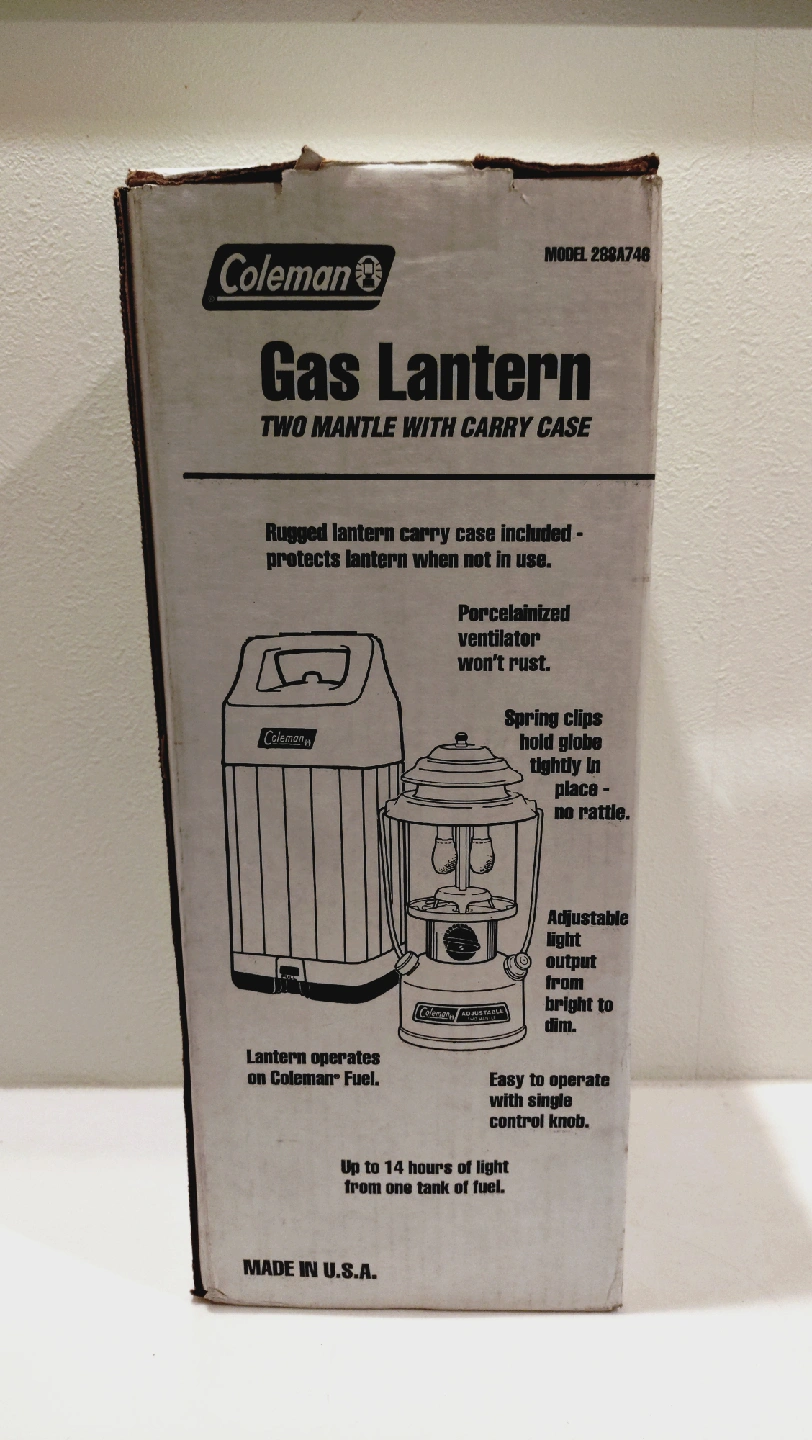 Coleman
MODEL 288A748
Gas Lantern
TWO MANTLE WITH CARRY CASE
Rugged lantern carry case included -
protects lantern when not in use.
Porcelainized
ventilator
won't rust.
Spring clips
hold globe
tightly in
place -
no rattle.
Coleman
Adjustable
light
output
from
bright to
dim.
Coleman ADJUSTABLE
Lantern operates
on Coleman® Fuel.
Easy to operate
with single
control knob.
Up to 14 hours of light
from one tank of fuel.
MADE IN U.S.A.